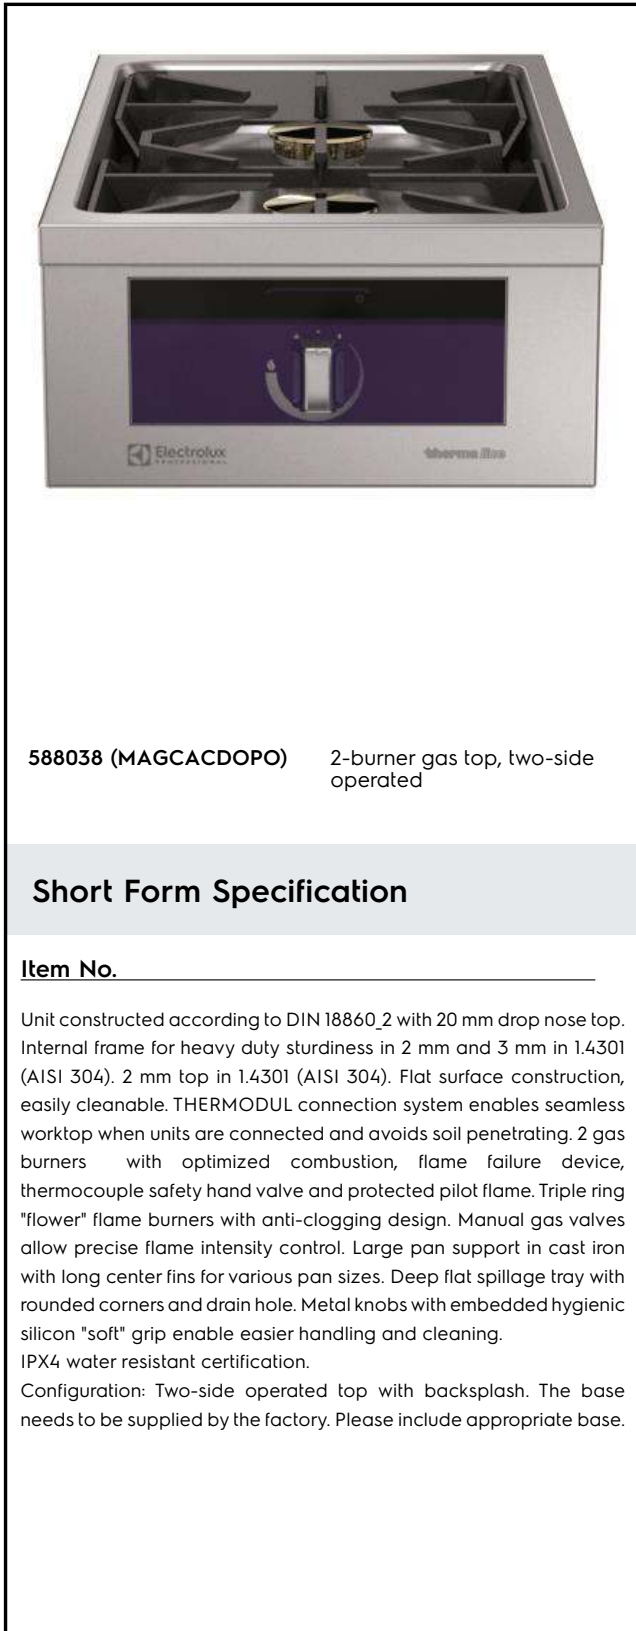 Electrolux
PROFESSIONAL
therma line
588038 (MAGCACDOPO)
2-burner gas top, two-side
operated
Short Form Specification
Item No.
Unit constructed according to DIN 18860_2 with 20 mm drop nose top.
Internal frame for heavy duty sturdiness in 2 mm and 3 mm in 1.4301
(AISI 304). 2 mm top in 1.4301 (AISI 304). Flat surface construction,
easily cleanable. THERMODUL connection system enables seamless
worktop when units are connected and avoids soil penetrating. 2 gas
burners with optimized combustion, flame failure device,
thermocouple safety hand valve and protected pilot flame. Triple ring
"flower" flame burners with anti-clogging design. Manual gas valves
allow precise flame intensity control. Large pan support in cast iron
with long center fins for various pan sizes. Deep flat spillage tray with
rounded corners and drain hole. Metal knobs with embedded hygienic
silicon "soft" grip enable easier handling and cleaning.
IPX4 water resistant certification.
Configuration: Two-side operated top with backsplash. The base
needs to be supplied by the factory. Please include appropriate base.